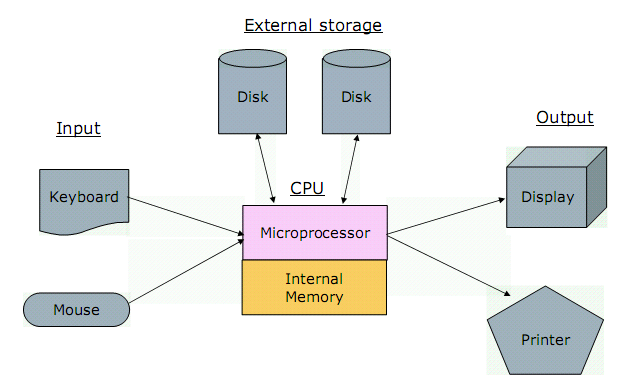 External storage
Disk
Disk
Input
Output
Keyboard
CPU
Display
Microprocessor
Internal
Memory
Mouse
Printer